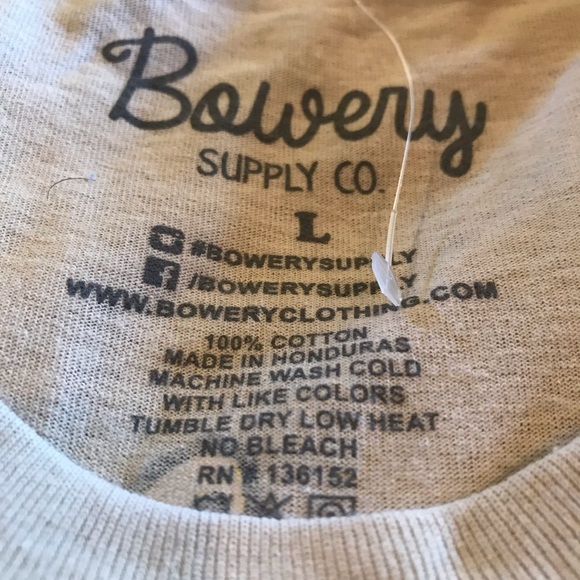 Bowery
SUPPLY CO.
L
#BOWERYSUPPLY
/BOWERYSUPPLY
WWW.BOWERYCLOTHING.COM
100% COTTON
MADE IN HONDURAS
MACHINE WASH COLD
WITH LIKE COLORS
TUMBLE DRY LOW HEAT
NO BLEACH
RN # 136152